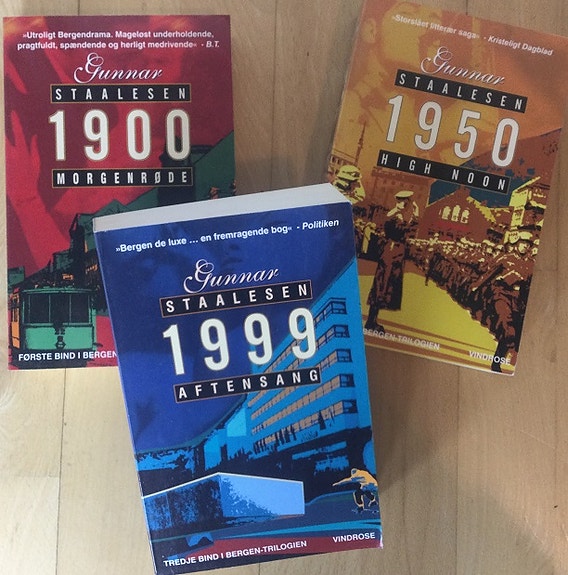 »Utroligt Bergendrama. Mageløst underholdende,
pragtfuldt, spændende og herligt medrivende« - B.T.
Gunnar
STAALESEN
1900
MORGENRØDE
FØRSTE BIND I BERGEN
»Storslået litterær saga« - Kristeligt Dagblad
Gunnar
STAALESEN
1950
HIGH NOON
BERGEN-TRILOGIEN VINDROSE
»Bergen de luxe ... en fremragende bog« - Politiken
Gunnar
STAALESEN
1999
AFTENSANG
TREDJE BIND I BERGEN-TRILOGIEN VINDROSE